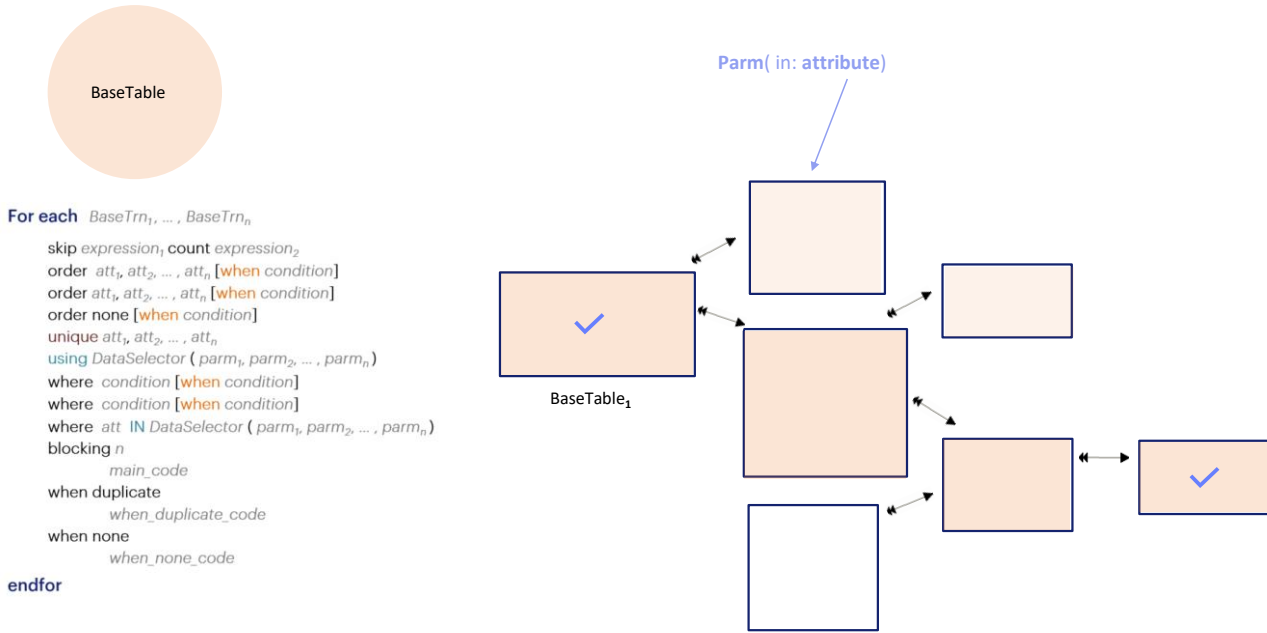 BaseTable
Parm( in: attribute)
For each BaseTrn₁, ... , BaseTrnₙ
skip expression₁ count expression₂
order att₁, att₂, ... , attₙ [when condition]
order att₁, att₂, ... , attₙ [when condition]
order none [when condition]
unique att₁, att₂, ... , attₙ
using DataSelector ( parm₁, parm₂, ... , parmₙ)
where condition [when condition]
where condition [when condition]
where att IN DataSelector ( parm₁, parm₂, ... , parmₙ)
blocking n
main_code
when duplicate
when_duplicate_code
when none
when_none_code
endfor
BaseTable₁